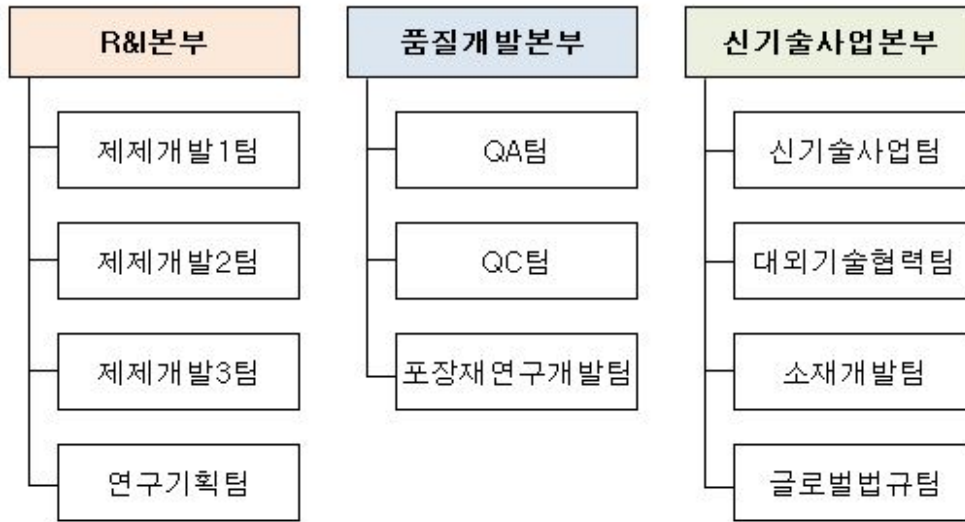 R&I본부
제제개발1팀
제제개발2팀
제제개발3팀
연구기획팀
품질개발본부
QA팀
QC팀
포장재연구개발팀
신기술사업본부
신기술사업팀
대외기술협력팀
소재개발팀
글로벌법규팀